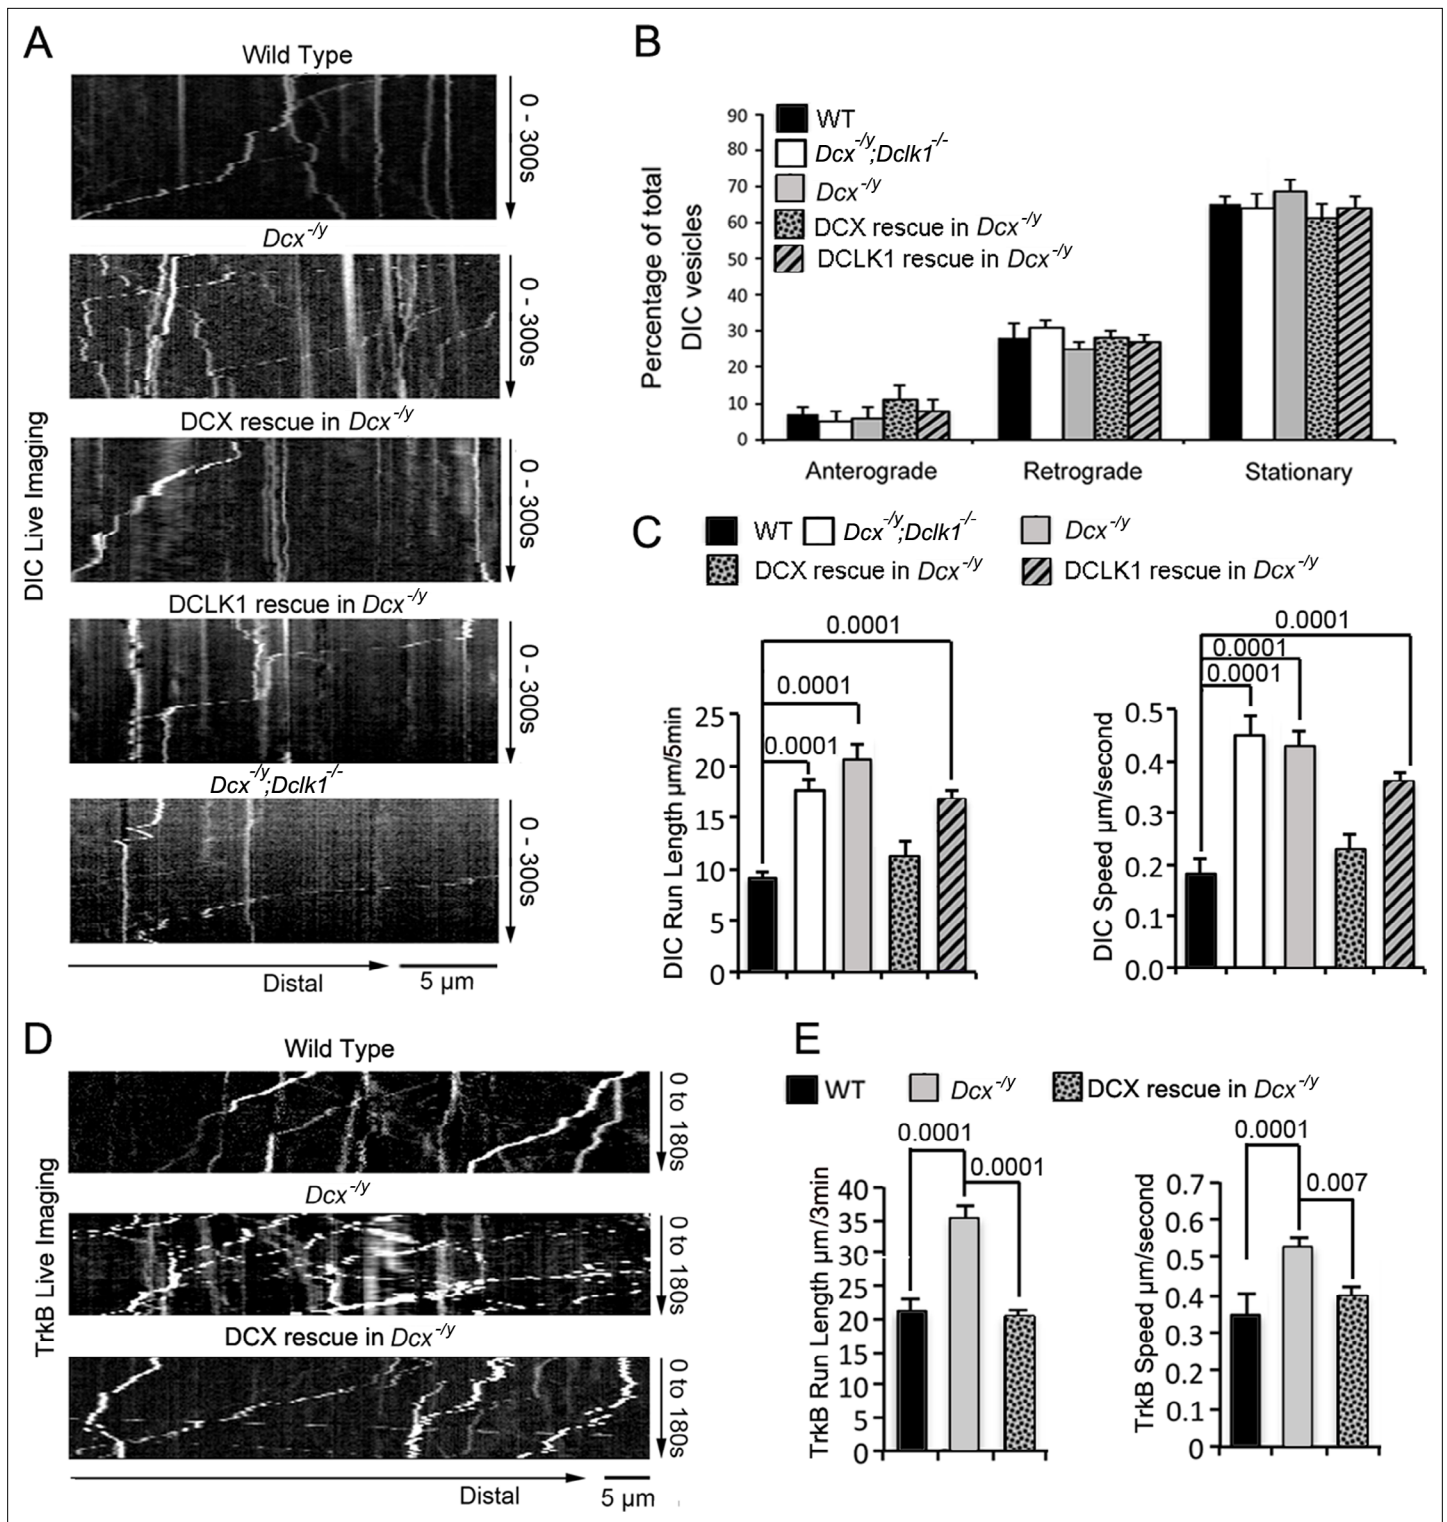 A
Wild Type
0 - 300s
Dcx-/y
0 - 300s
DCX rescue in Dcx-/y
0 - 300s
DCLK1 rescue in Dcx-/y
0 - 300s
Dcx-/y;Dclk1-/-
0 - 300s
DIC Live Imaging
Distal
5 µm
B
WT
Dcx-/y;Dclk1-/-
Dcx-/y
DCX rescue in Dcx-/y
DCLK1 rescue in Dcx-/y
Percentage of total
DIC vesicles
90
80
70
60
50
40
30
20
10
0
Anterograde
Retrograde
Stationary
C
WT
Dcx-/y;Dclk1-/-
Dcx-/y
DCX rescue in Dcx-/y
DCLK1 rescue in Dcx-/y
0.0001
0.0001
0.0001
DIC Run Length µm/5min
25
20
15
10
5
0
0.0001
0.0001
0.0001
DIC Speed µm/second
0.5
0.4
0.3
0.2
0.1
0.0
D
Wild Type
0 to 180s
Dcx-/y
0 to 180s
DCX rescue in Dcx-/y
0 to 180s
TrkB Live Imaging
Distal
5 µm
E
WT
Dcx-/y
DCX rescue in Dcx-/y
0.0001
0.0001
TrkB Run Length µm/3min
40
35
30
25
20
15
10
5
0
0.0001
0.007
TrkB Speed µm/second
0.7
0.6
0.5
0.4
0.3
0.2
0.1
0